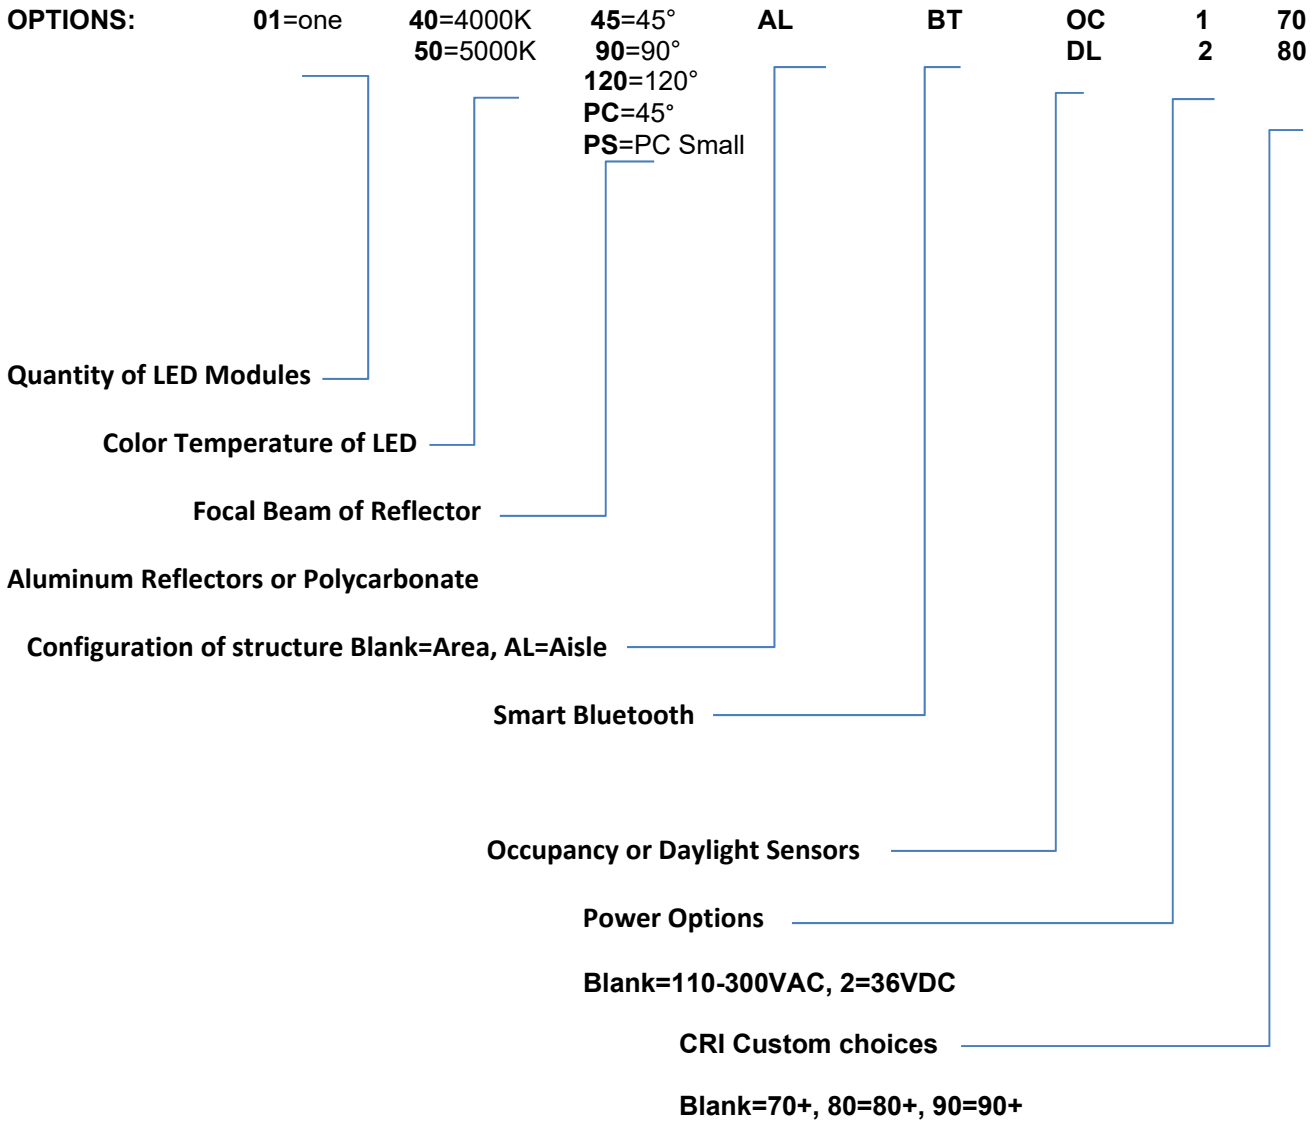 OPTIONS: 01=one 40=4000K 45=45° AL BT OC 1 70
50=5000K 90=90° DL 2 80
120=120°
PC=45°
PS=PC Small
Quantity of LED Modules
Color Temperature of LED
Focal Beam of Reflector
Aluminum Reflectors or Polycarbonate
Configuration of structure Blank=Area, AL=Aisle
Smart Bluetooth
Occupancy or Daylight Sensors
Power Options
Blank=110-300VAC, 2=36VDC
CRI Custom choices
Blank=70+, 80=80+, 90=90+